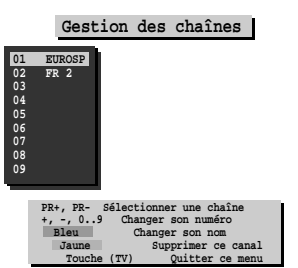 Gestion des chaînes
01 EUROSP
02 FR 2
03
04
05
06
07
08
09
PR+, PR- Sélectionner une chaîne
+, -, 0..9 Changer son numéro
Bleu Changer son nom
Jaune Supprimer ce canal
Touche (TV) Quitter ce menu